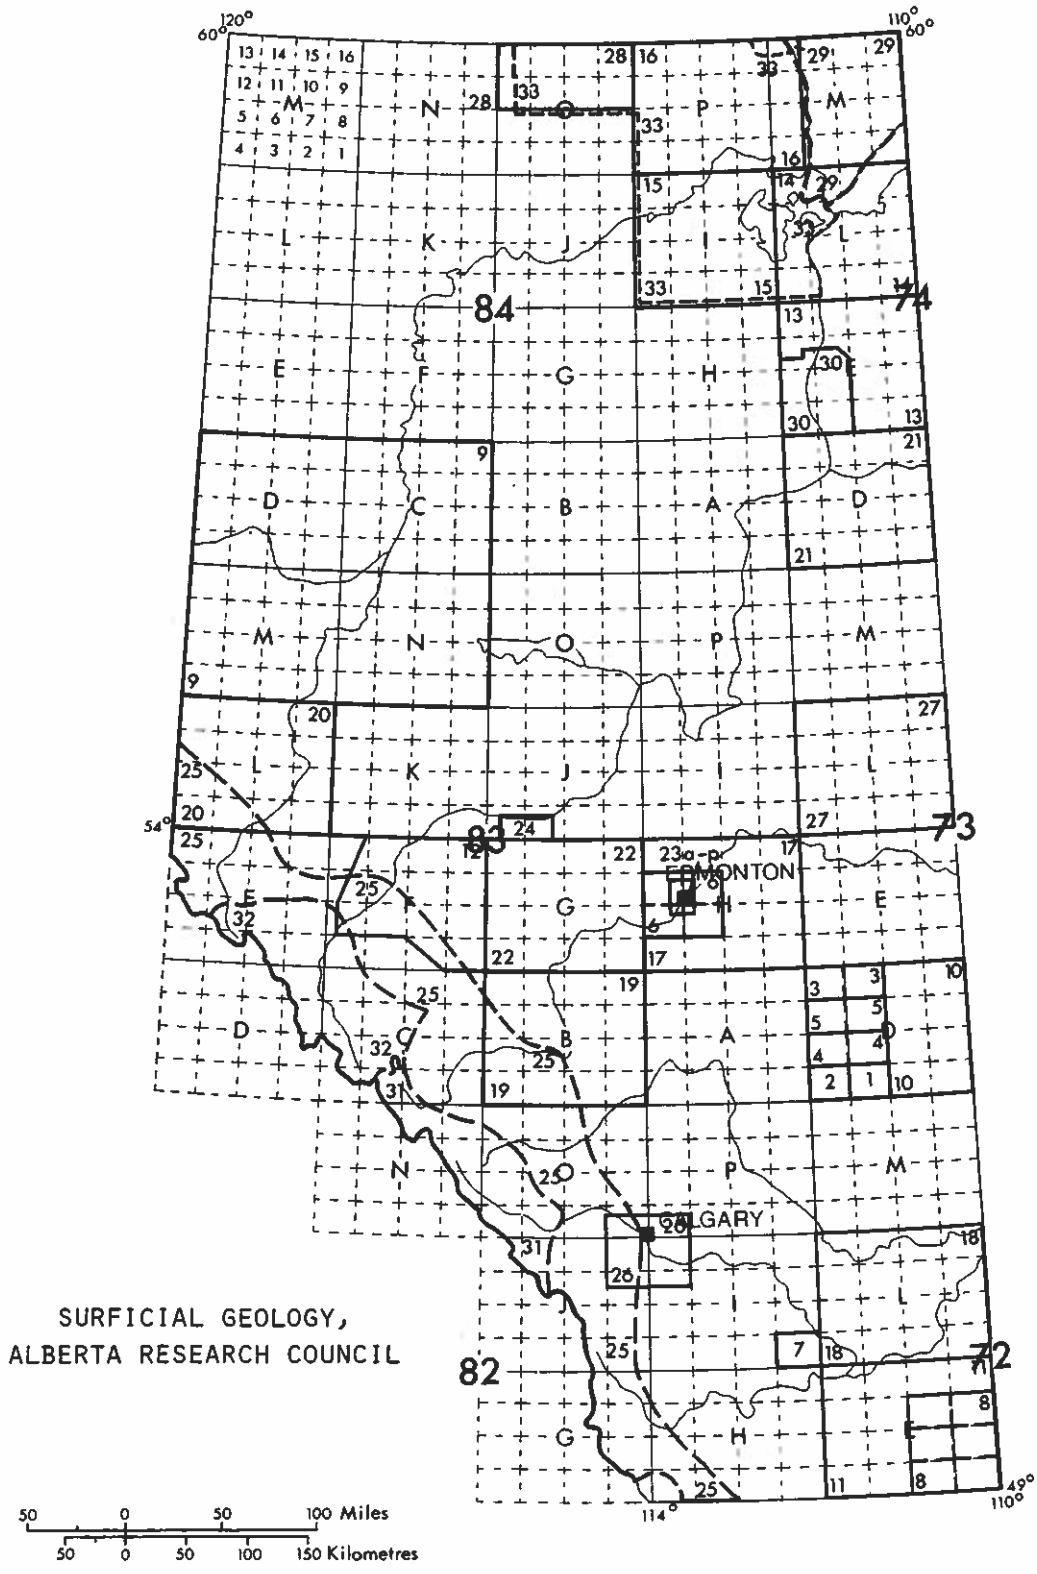 120° 110°
60° 60°
13 14 15 16 28 16 33 29 29
12 11 10 9 33
M N 28 O P M
5 6 7 8 33
4 3 2 1 16
15 14 29
L K J I 33 L
33 15 14
84 74
13
E F G H 30 E
30 13
9 21
D C B A D
21
M N O P M
9
20 27
25 L K J I L
20 24 27
54° 83 73
25 12 22 23a-p 17
EDMONTON
25 6
E G H E
32 6
22 17
19 3 3 10
25 5
D C B A 5 D
32 25 4 4
31 19 2 1 10
N O P M
25
CALGARY
26 18
31
26
J I L
25 7 18
82 72
8
G H E
25 11 8
49°
114° 110°
SURFICIAL GEOLOGY,
ALBERTA RESEARCH COUNCIL
50 0 50 100 Miles
50 0 50 100 150 Kilometres